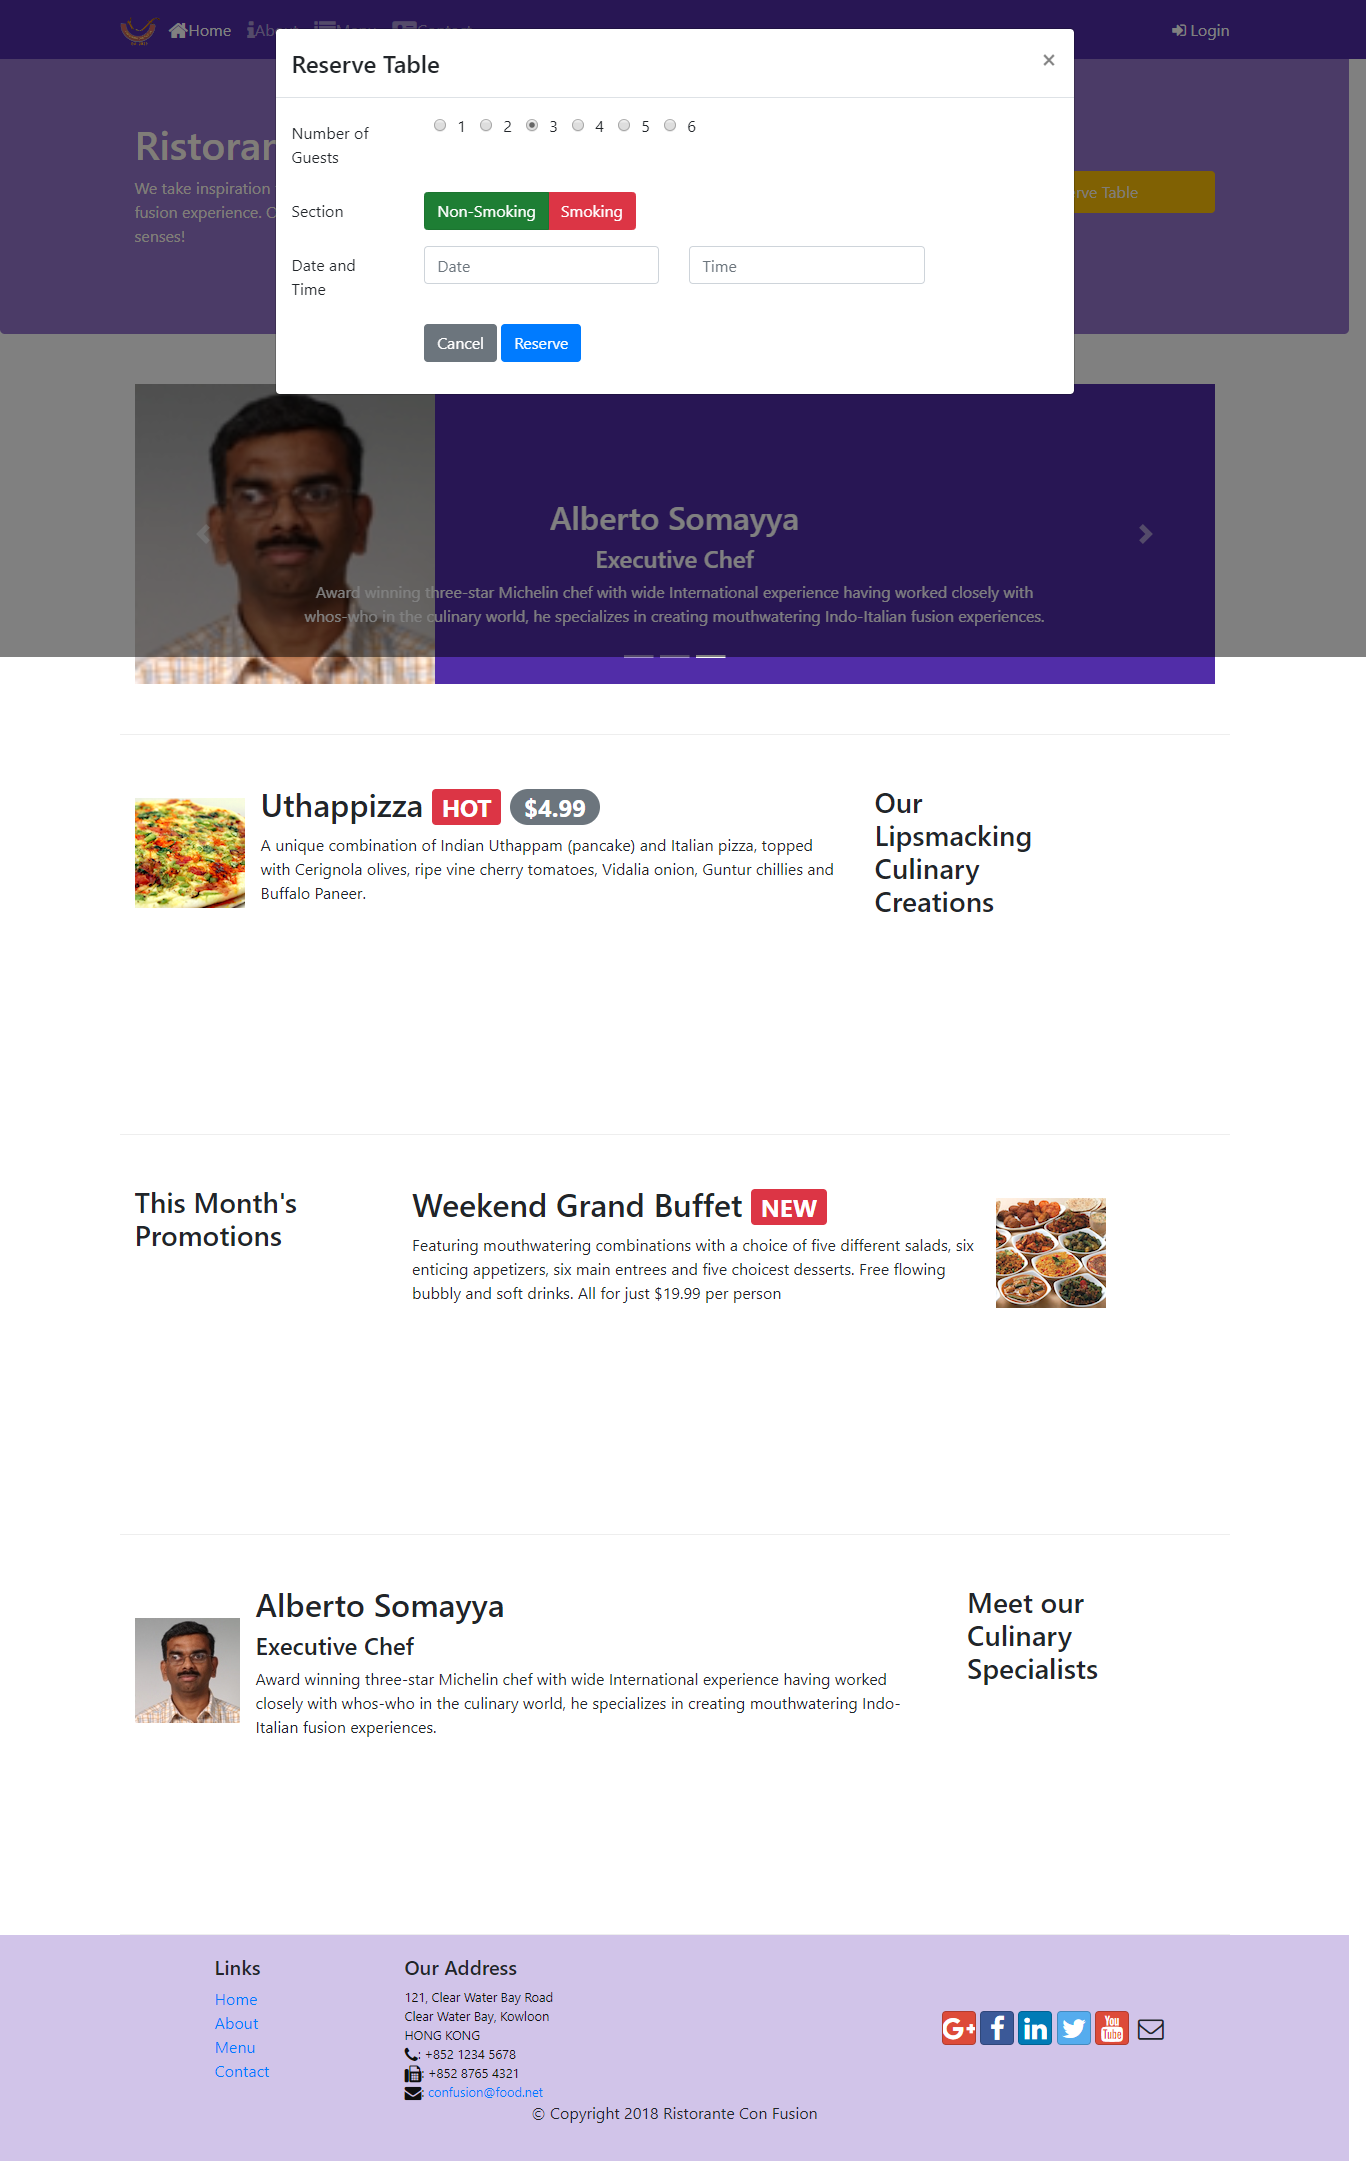 Home
Login
Reserve Table
×
Number of
Guests
1 2 3 4 5 6
Section
Non-Smoking Smoking
Date and
Time
Date
Time
Cancel Reserve
We take inspiration
fusion experience.
senses!
Table
Alberto Somayya
Executive Chef
Award winning three-star Michelin chef with wide International experience having worked closely with
whos-who in the culinary world, he specializes in creating mouthwatering Indo-Italian fusion experiences.
Uthappizza HOT $4.99
A unique combination of Indian Uthappam (pancake) and Italian pizza, topped
with Cerignola olives, ripe vine cherry tomatoes, Vidalia onion, Guntur chillies and
Buffalo Paneer.
Our
Lipsmacking
Culinary
Creations
This Month's
Promotions
Weekend Grand Buffet NEW
Featuring mouthwatering combinations with a choice of five different salads, six
enticing appetizers, six main entrees and five choicest desserts. Free flowing
bubbly and soft drinks. All for just $19.99 per person
Alberto Somayya
Executive Chef
Award winning three-star Michelin chef with wide International experience having worked
closely with whos-who in the culinary world, he specializes in creating mouthwatering Indo-
Italian fusion experiences.
Meet our
Culinary
Specialists
Links
Home
About
Menu
Contact
Our Address
121, Clear Water Bay Road
Clear Water Bay, Kowloon
HONG KONG
: +852 1234 5678
: +852 8765 4321
: confusion@food.net
© Copyright 2018 Ristorante Con Fusion